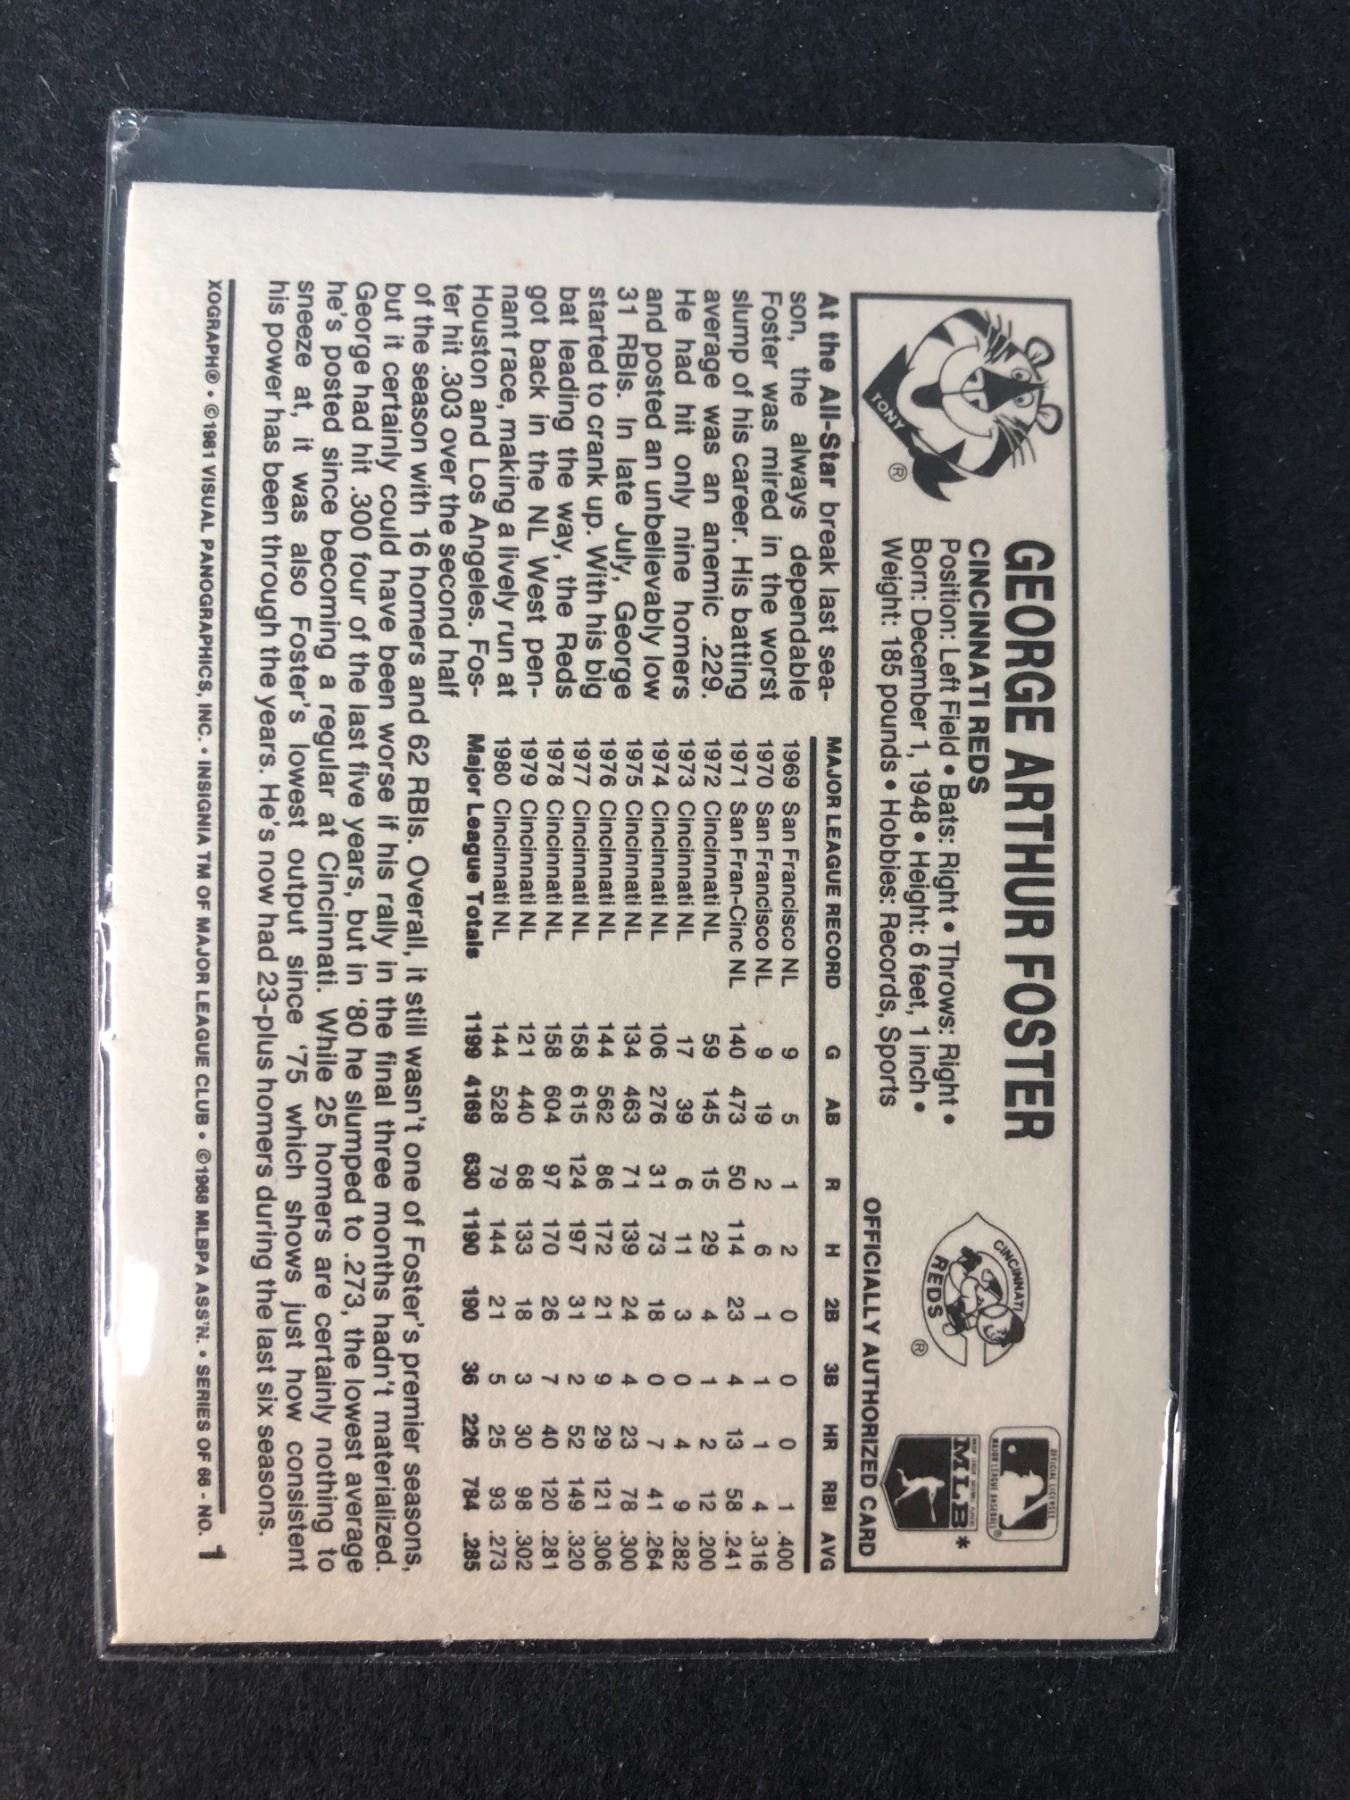 TONY
®
GEORGE ARTHUR FOSTER
CINCINNATI REDS
Position: Left Field • Bats: Right • Throws: Right •
Born: December 1, 1948 • Height: 6 feet, 1 inch •
Weight: 185 pounds • Hobbies: Records, Sports
CINCINNATI
REDS
®
OFFICIAL LICENSEE
MAJOR LEAGUE BASEBALL®
MLB*
OFFICIALLY AUTHORIZED CARD
At the All-Star break last sea-
son, the always dependable
Foster was mired in the worst
slump of his career. His batting
average was an anemic .229.
He had hit only nine homers
and posted an unbelievably low
31 RBIs. In late July, George
started to crank up. With his big
bat leading the way, the Reds
got back in the NL West pen-
nant race, making a lively run at
Houston and Los Angeles. Fos-
ter hit .303 over the second half
of the season with 16 homers and 62 RBIs. Overall, it still wasn't one of Foster's premier seasons,
but it certainly could have been worse if his rally in the final three months hadn't materialized.
George had hit .300 four of the last five years, but in '80 he slumped to .273, the lowest average
he's posted since becoming a regular at Cincinnati. While 25 homers are certainly nothing to
sneeze at, it was also Foster's lowest output since '75 which shows just how consistent
his power has been through the years. He's now had 23-plus homers during the last six seasons.
MAJOR LEAGUE RECORD G AB R H 2B 3B HR RBI AVG
1969 San Francisco NL 9 5 1 2 0 0 0 1 .400
1970 San Francisco NL 9 19 2 6 1 1 1 4 .316
1971 San Fran-Cinc NL 140 473 50 114 23 4 13 58 .241
1972 Cincinnati NL 59 145 15 29 4 1 2 12 .200
1973 Cincinnati NL 17 39 6 11 3 0 4 9 .282
1974 Cincinnati NL 106 276 31 73 18 0 7 41 .264
1975 Cincinnati NL 134 463 71 139 24 4 23 78 .300
1976 Cincinnati NL 144 562 86 172 21 9 29 121 .306
1977 Cincinnati NL 158 615 124 197 31 2 52 149 .320
1978 Cincinnati NL 158 604 97 170 26 7 40 120 .281
1979 Cincinnati NL 121 440 68 133 18 3 30 98 .302
1980 Cincinnati NL 144 528 79 144 21 5 25 93 .273
Major League Totals 1199 4169 630 1190 190 36 226 784 .285
XOGRAPH® • ©1981 VISUAL PANOGRAPHICS, INC. • INSIGNIA TM OF MAJOR LEAGUE CLUB • ©1968 MLBPA ASS'N. • SERIES OF 66 - NO. 1